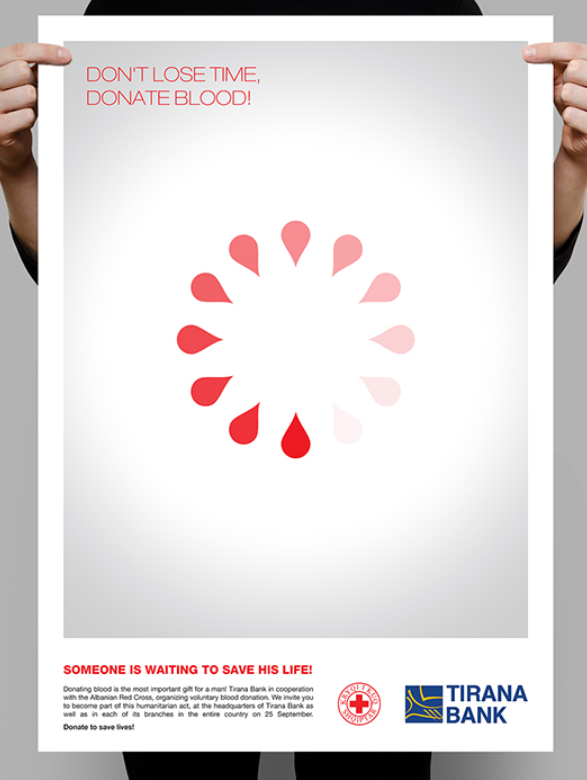 DON'T LOSE TIME,
DONATE BLOOD!
SOMEONE IS WAITING TO SAVE HIS LIFE!
Donating blood is the most important gift for a man! Tirana Bank in cooperation
with the Albanian Red Cross, organizing voluntary blood donation. We invite you
to become part of this humanitarian act, at the headquarters of Tirana Bank as
well as in each of its branches in the entire country on 25 September.
Donate to save lives!
KRYQI I KUQ
SHQIPTAR
TIRANA
BANK